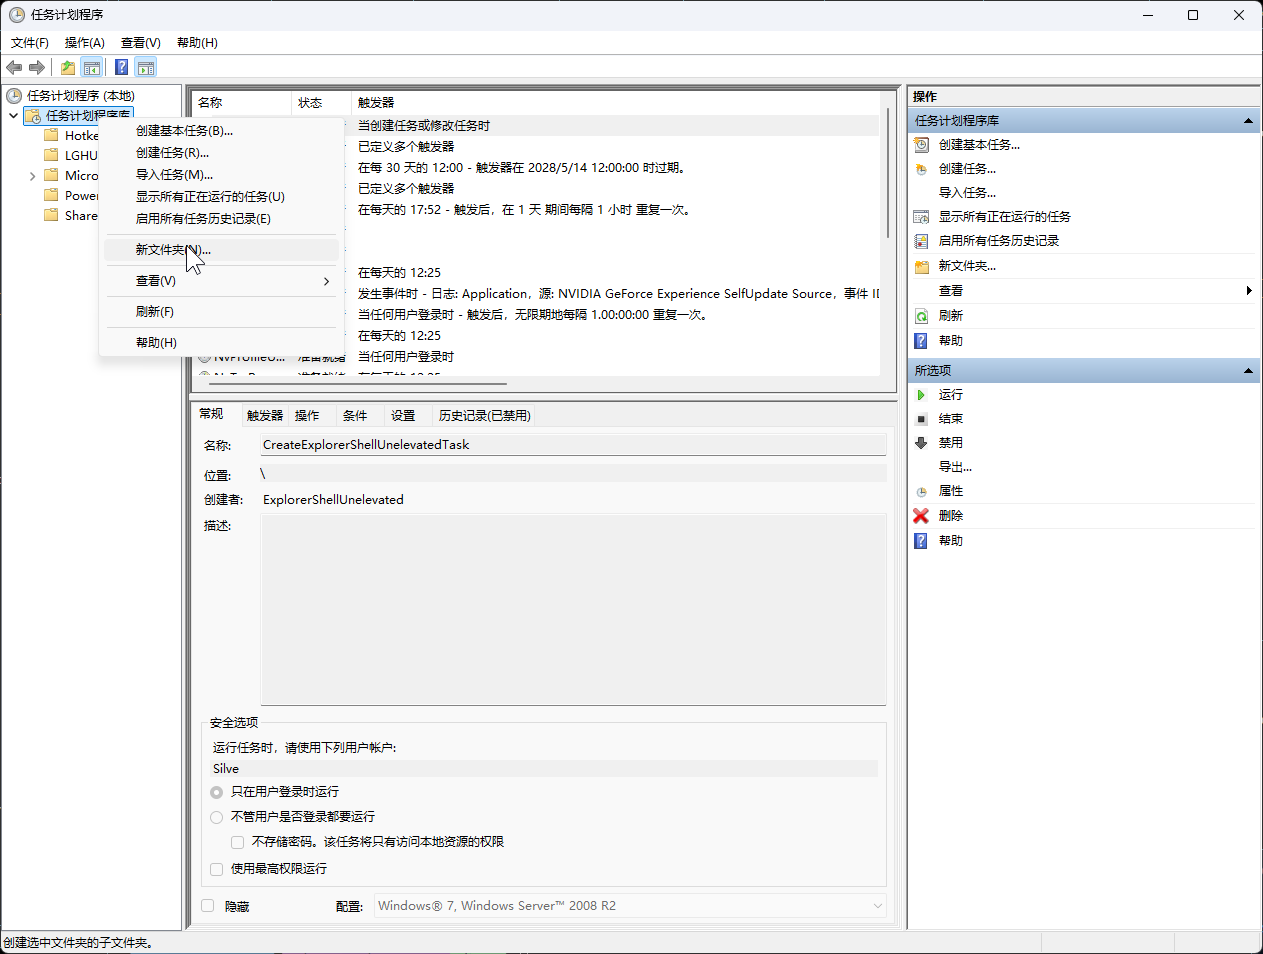 任务计划程序
文件(F) 操作(A) 查看(V) 帮助(H)
任务计划程序 (本地)
任务计划程序库
Hotke
LGHU
Micro
Power
Share
创建基本任务(B)...
创建任务(R)...
导入任务(M)...
显示所有正在运行的任务(U)
启用所有任务历史记录(E)
新文件夹(N)...
查看(V)
刷新(F)
帮助(H)
名称 状态 触发器
当创建任务或修改任务时
已定义多个触发器
在每 30 天的 12:00 - 触发器在 2028/5/14 12:00:00 时过期。
已定义多个触发器
在每天的 17:52 - 触发后，在 1 天 期间每隔 1 小时 重复一次。
在每天的 12:25
发生事件时 - 日志: Application，源: NVIDIA GeForce Experience SelfUpdate Source，事件 ID
当任何用户登录时 - 触发后，无限期地每隔 1.00:00:00 重复一次。
在每天的 12:25
NvProfileU... 准备就绪 当任何用户登录时
常规 触发器 操作 条件 设置 历史记录(已禁用)
名称: CreateExplorerShellUnelevatedTask
位置: \
创建者: ExplorerShellUnelevated
描述:
安全选项
运行任务时，请使用下列用户帐户:
Silve
只在用户登录时运行
不管用户是否登录都要运行
不存储密码。该任务将只有访问本地资源的权限
使用最高权限运行
隐藏 配置: Windows® 7, Windows Server™ 2008 R2
操作
任务计划程序库
创建基本任务...
创建任务...
导入任务...
显示所有正在运行的任务
启用所有任务历史记录
新文件夹...
查看
刷新
帮助
所选项
运行
结束
禁用
导出...
属性
删除
帮助
创建选中文件夹的子文件夹。